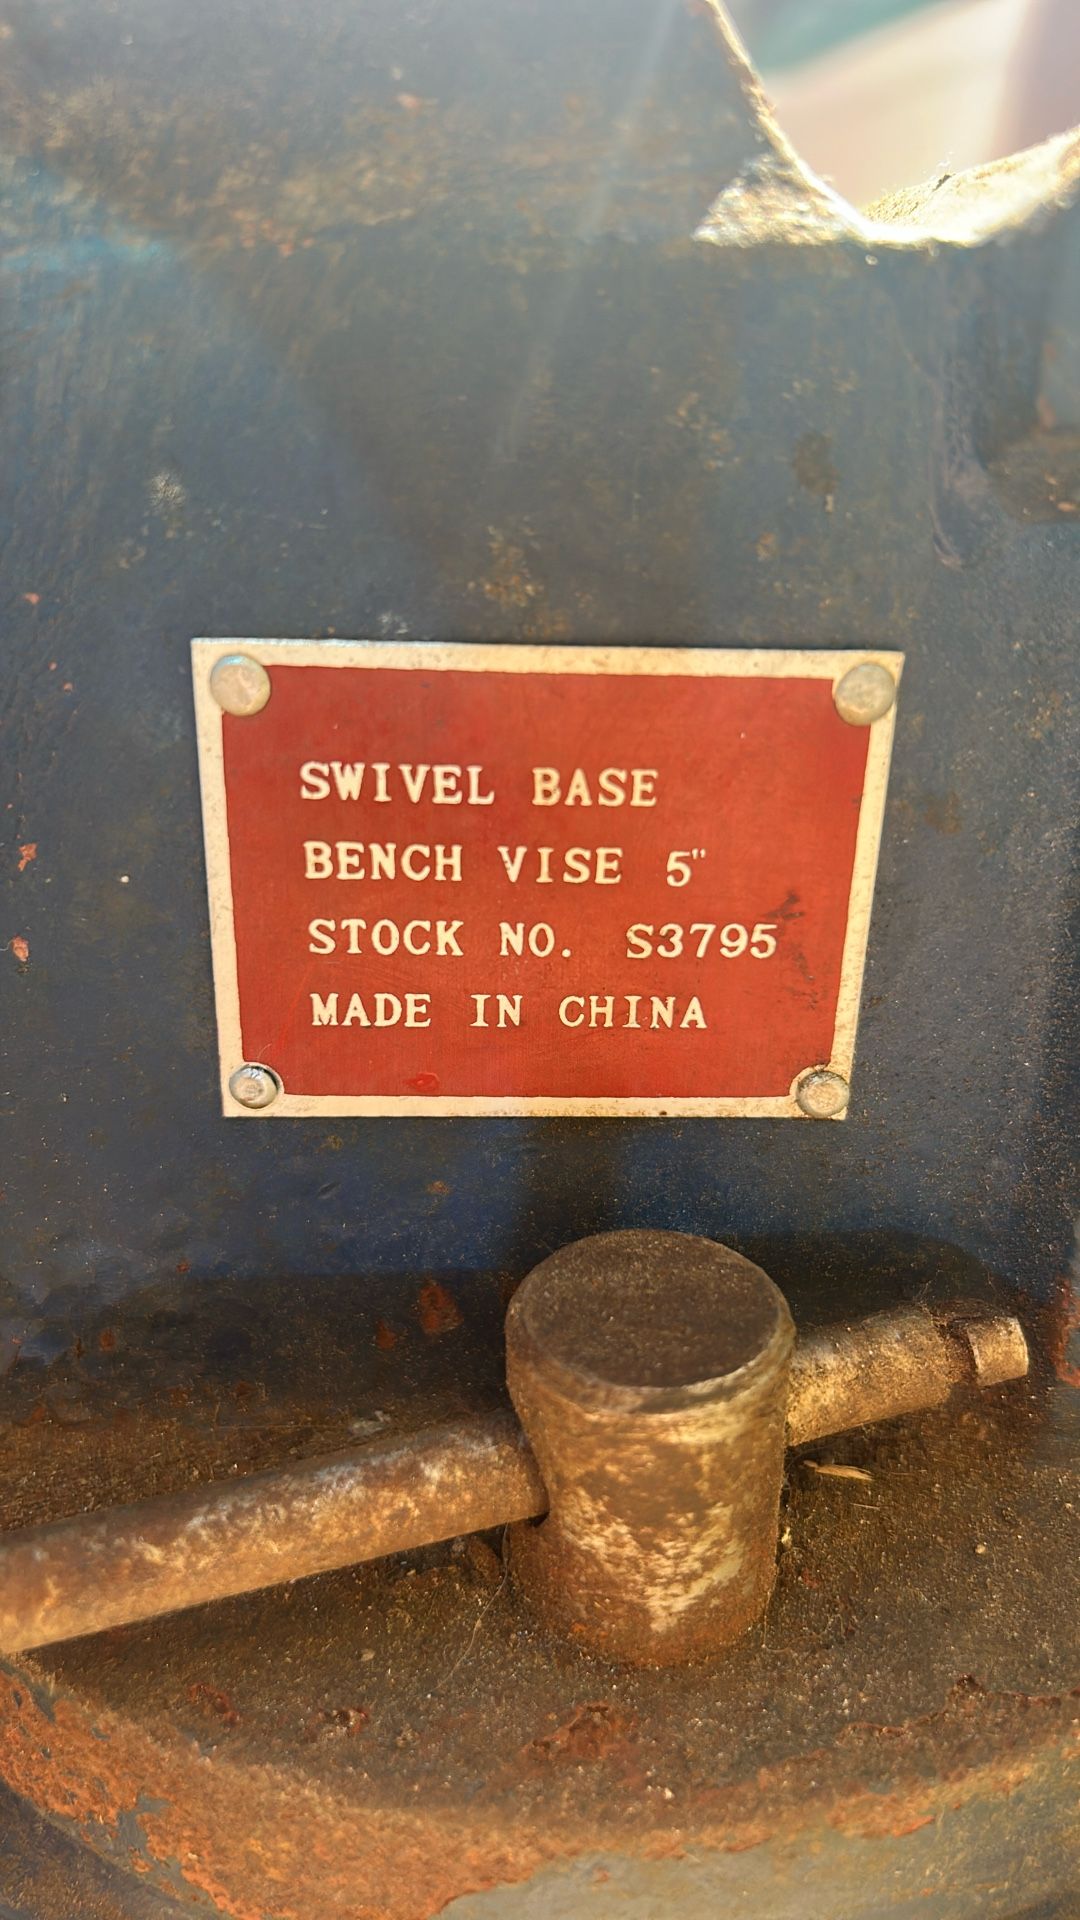 SWIVEL BASE
BENCH VISE 5"
STOCK NO. S3795
MADE IN CHINA